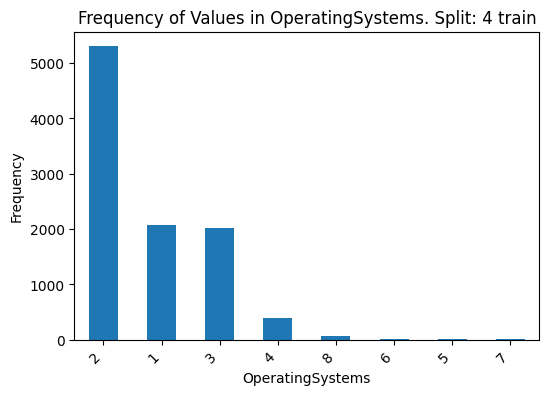 Frequency of Values in OperatingSystems. Split: 4 train
Frequency
5000
4000
3000
2000
1000
0
2 1 3 4 8 6 5 7
OperatingSystems